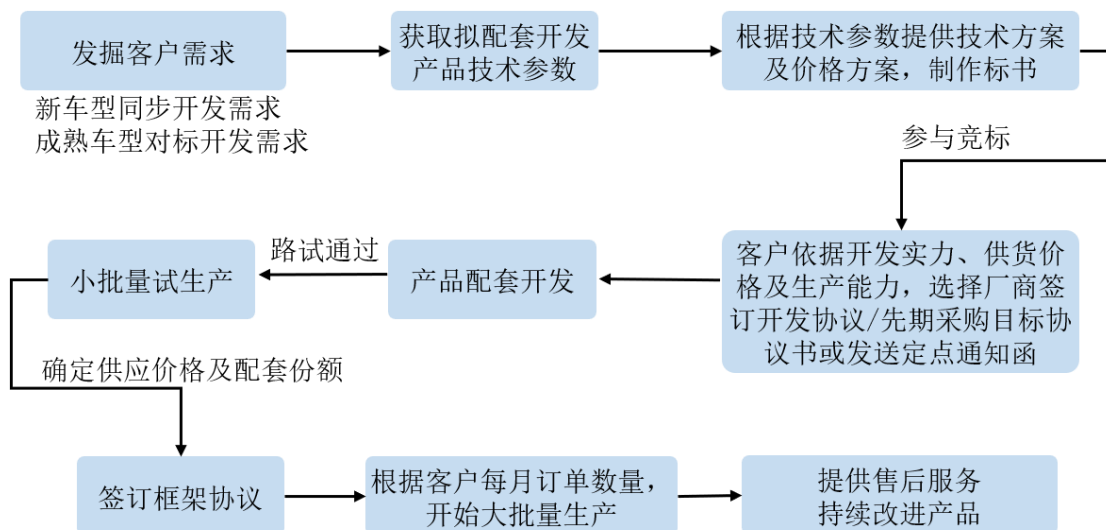 发掘客户需求
新车型同步开发需求
成熟车型对标开发需求
获取拟配套开发
产品技术参数
根据技术参数提供技术方案
及价格方案，制作标书
参与竞标
客户依据开发实力、供货价
格及生产能力，选择厂商签
订开发协议/先期采购目标协
议书或发送定点通知函
产品配套开发
路试通过
小批量试生产
确定供应价格及配套份额
签订框架协议
根据客户每月订单数量，
开始大批量生产
提供售后服务
持续改进产品